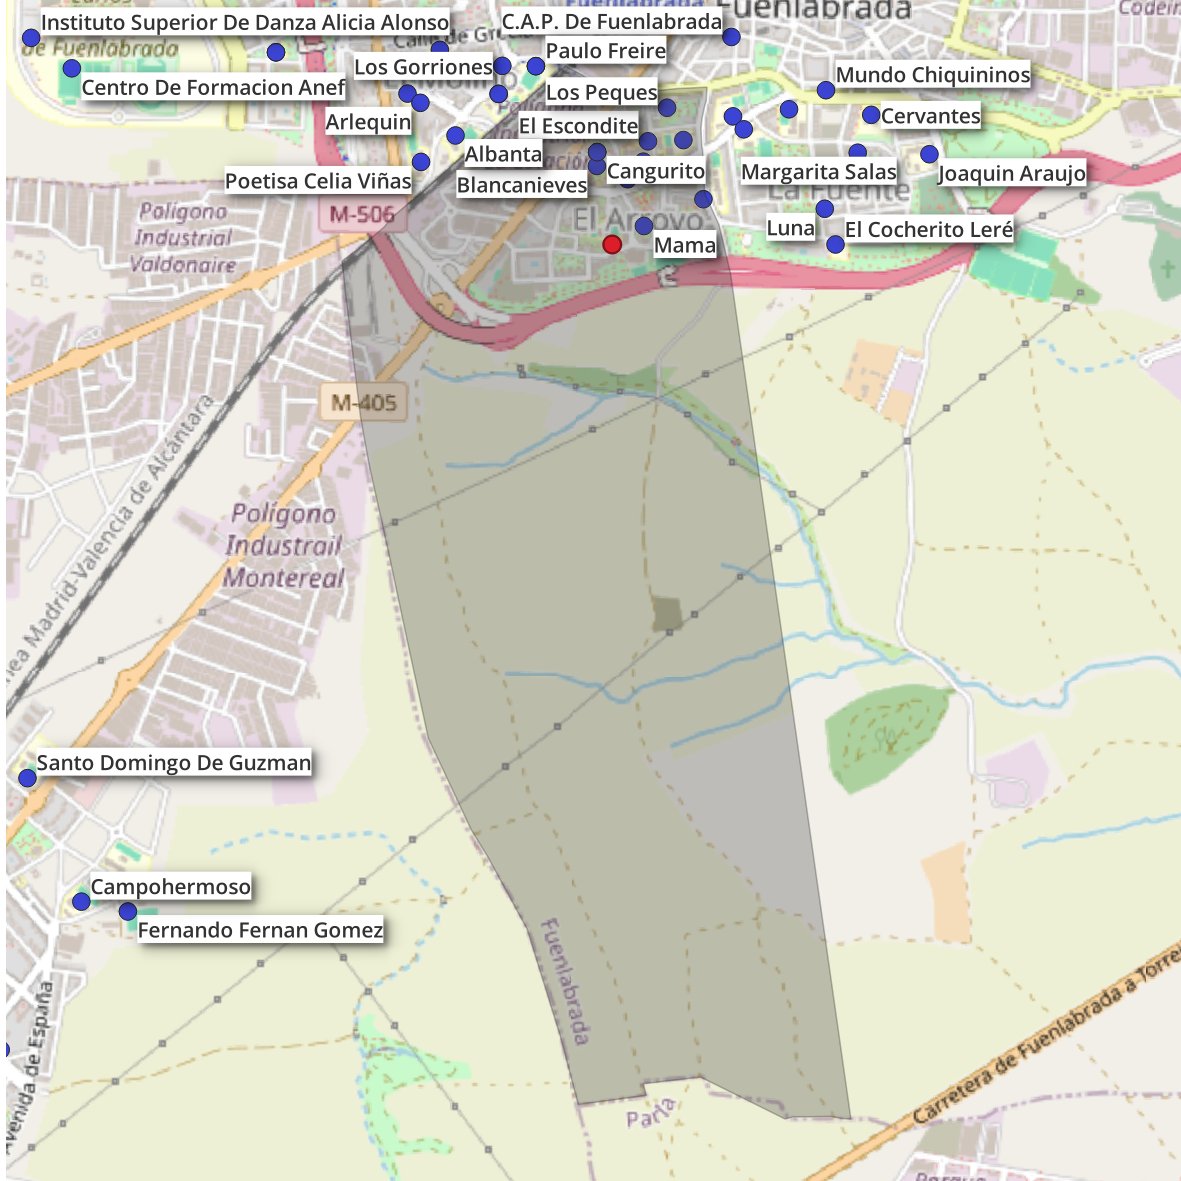 Fuenlabrada
C.A.P. De Fuenlabrada
Instituto Superior De Danza Alicia Alonso
de Fuenlabrada
Calle de Grecia
Paulo Freire
Los Gorriones
Mundo Chiquininos
Centro De Formacion Anef
Los Peques
Arlequin
El Escondite
Cervantes
Albanta
Cangurito
Margarita Salas
Joaquin Araujo
Poetisa Celia Viñas
Blancanieves
La Fuente
M-506
El Arroyo
Polígono
Industrial
Valdonaire
Luna
El Cocherito Leré
Mama
M-405
Línea Madrid-Valencia de Alcántara
Polígono
Industrail
Montereal
Santo Domingo De Guzman
Campohermoso
Fernando Fernan Gomez
Fuenlabrada
Avenida de España
Carretera de Fuenlabrada a Torre
Parla
Parque